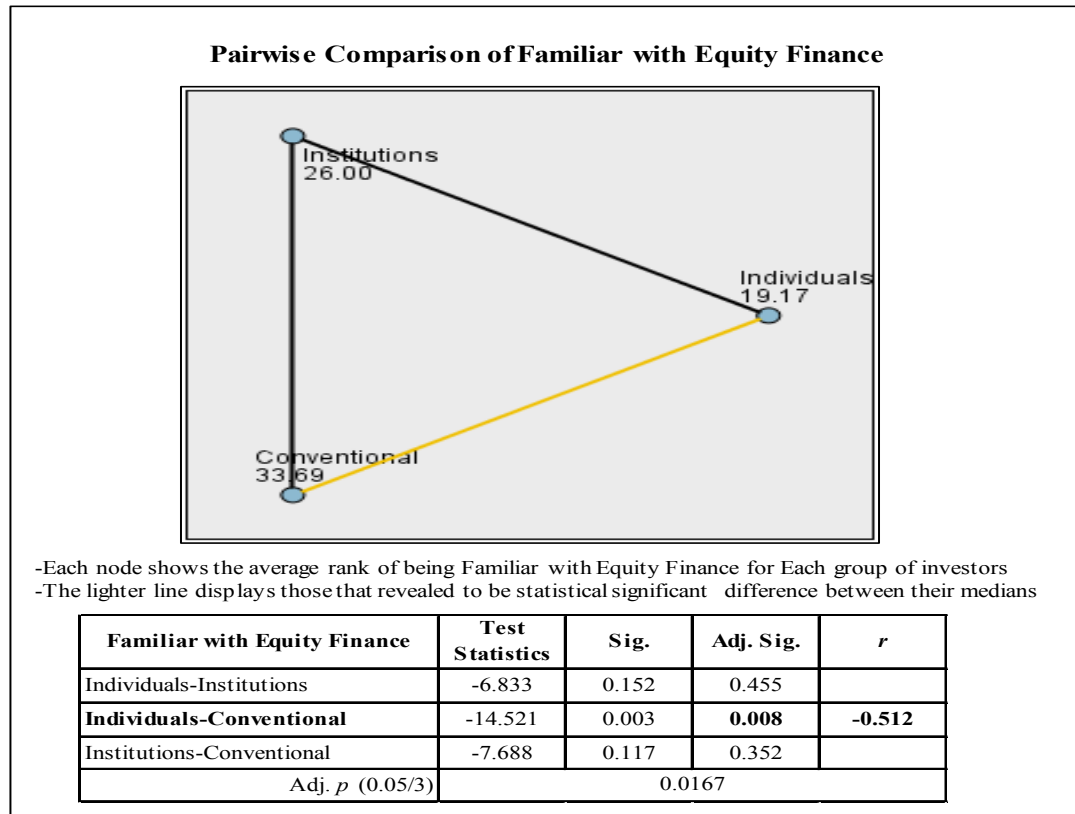 Pairwise Comparison of Familiar with Equity Finance
Institutions
26.00
Individuals
19.17
Conventional
33.69
-Each node shows the average rank of being Familiar with Equity Finance for Each group of investors
-The lighter line displays those that revealed to be statistical significant difference between their medians
Familiar with Equity Finance Test Statistics Sig. Adj. Sig. r
Individuals-Institutions -6.833 0.152 0.455
Individuals-Conventional -14.521 0.003 0.008 -0.512
Institutions-Conventional -7.688 0.117 0.352
Adj. p (0.05/3) 0.0167